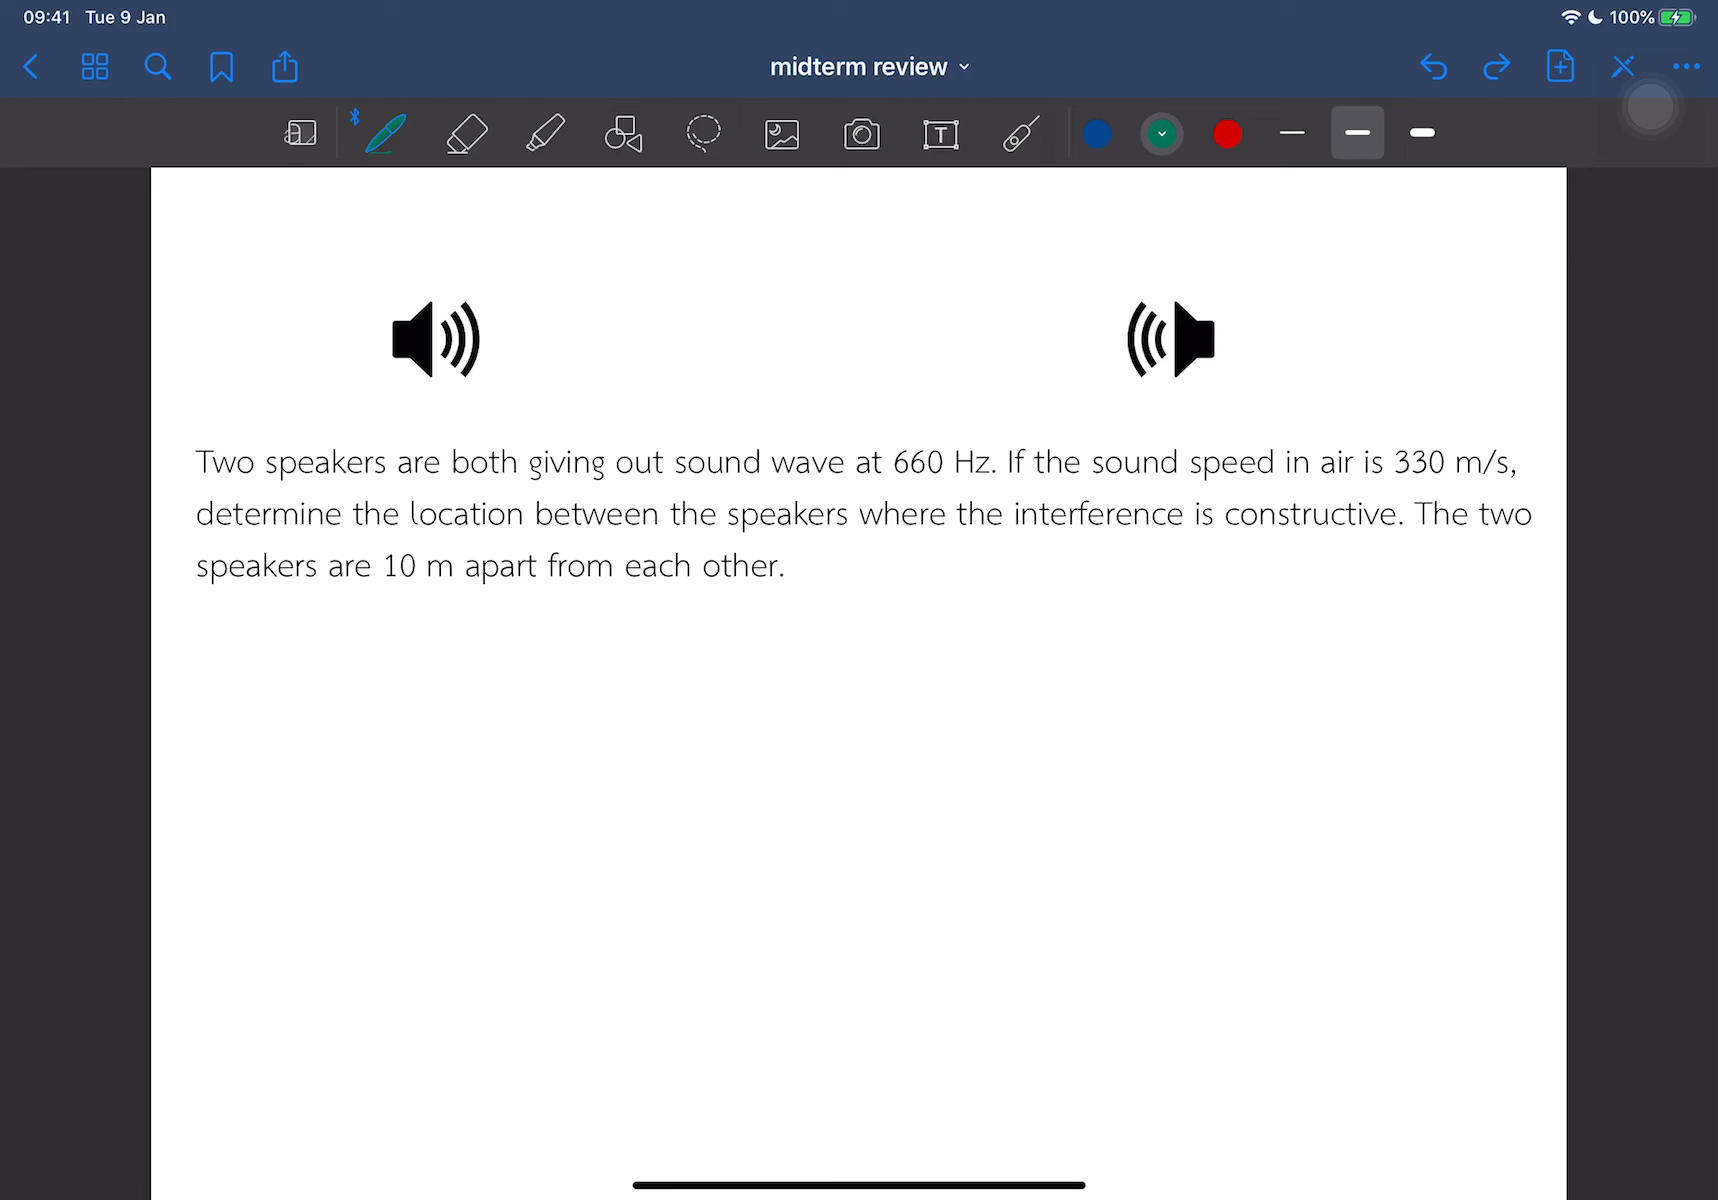 09:41 Tue 9 Jan
100%
midterm review
T
Two speakers are both giving out sound wave at 660 Hz. If the sound speed in air is 330 m/s,
determine the location between the speakers where the interference is constructive. The two
speakers are 10 m apart from each other.